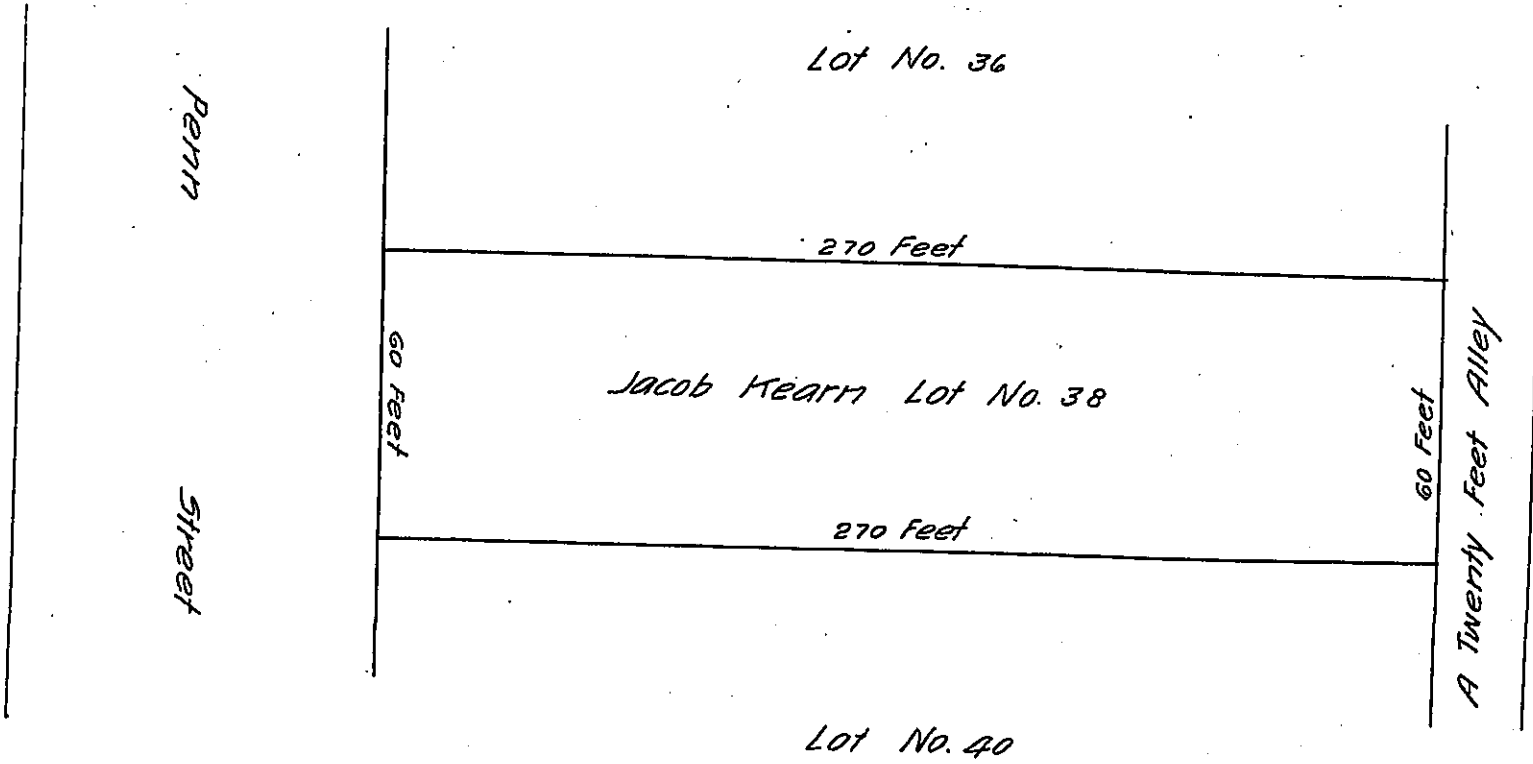 Lot No. 36
Penn Street
270 Feet
60 Feet
Jacob Kearn Lot No. 38
60 Feet
A Twenty Feet Alley
270 Feet
Lot No. 40